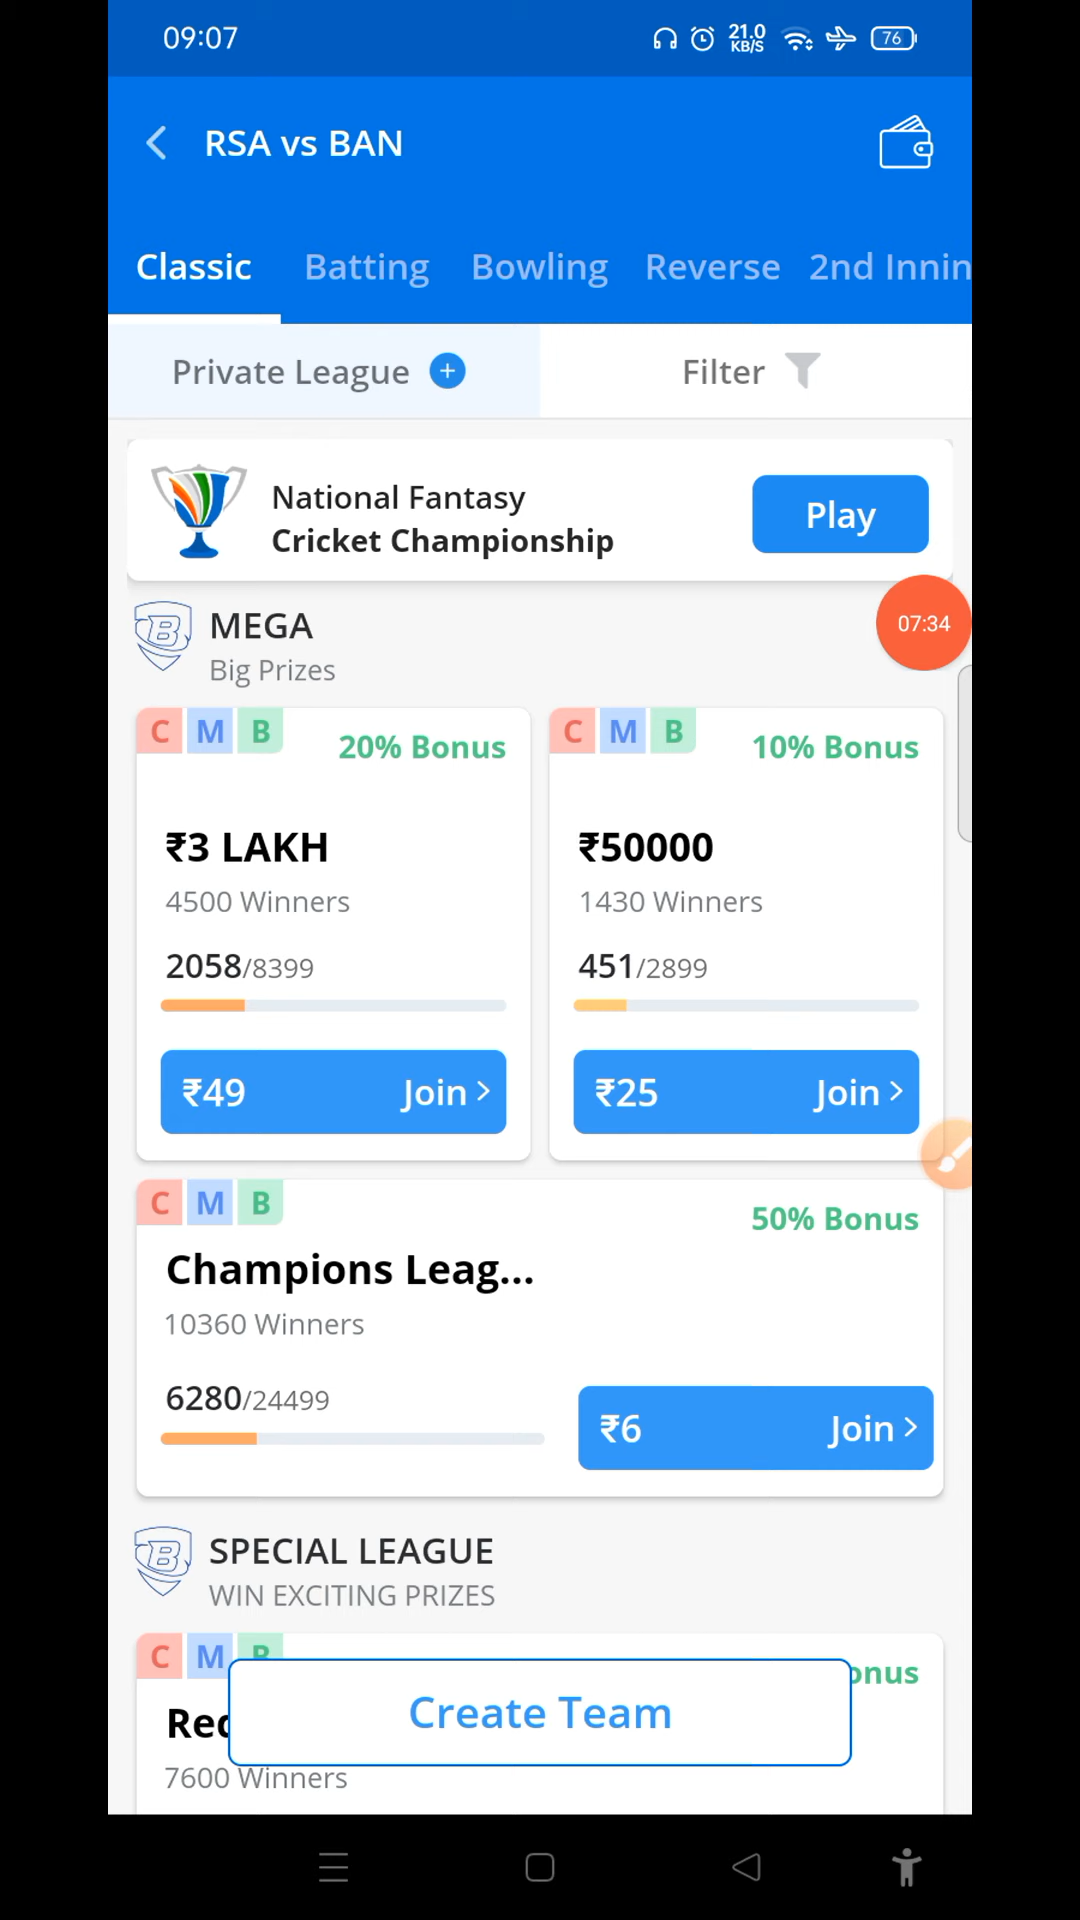 09:07
21.0
KB/S
76
RSA vs BAN
Classic Batting Bowling Reverse 2nd Innin
Private League +
Filter
National Fantasy
Cricket Championship
Play
MEGA
Big Prizes
07:34
C M B
20% Bonus
₹3 LAKH
4500 Winners
2058/8399
₹49 Join >
C M B
10% Bonus
₹50000
1430 Winners
451/2899
₹25 Join >
C M B
50% Bonus
Champions Leag...
10360 Winners
6280/24499
₹6 Join >
B
SPECIAL LEAGUE
WIN EXCITING PRIZES
C M B
onus
Rec
Create Team
7600 Winners